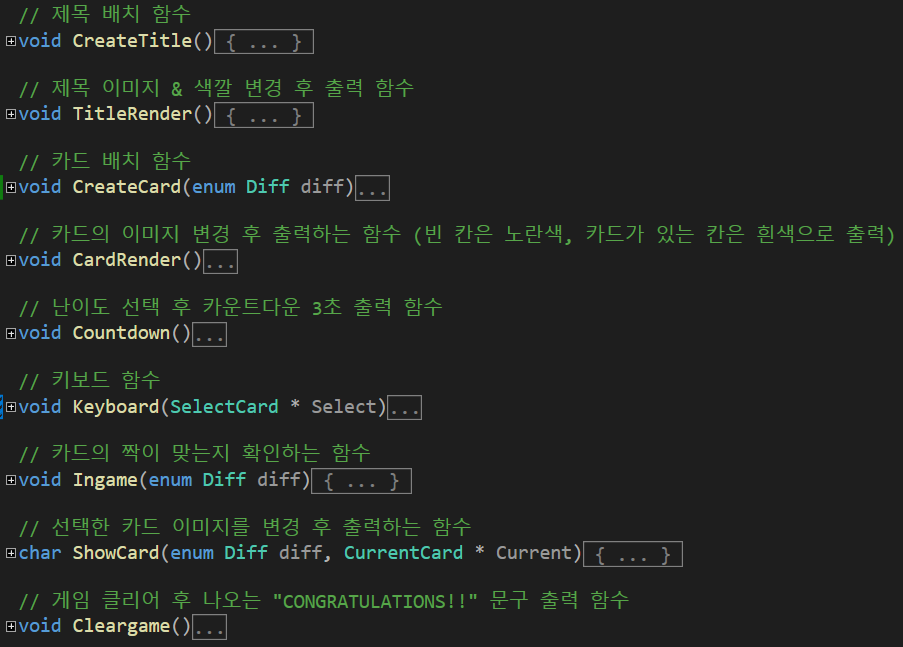 // 제목 배치 함수
void CreateTitle() { ... }
// 제목 이미지 & 색깔 변경 후 출력 함수
void TitleRender() { ... }
// 카드 배치 함수
void CreateCard(enum Diff diff)...
// 카드의 이미지 변경 후 출력하는 함수 (빈 칸은 노란색, 카드가 있는 칸은 흰색으로 출력)
void CardRender()...
// 난이도 선택 후 카운트다운 3초 출력 함수
void Countdown()...
// 키보드 함수
void Keyboard(SelectCard * Select)...
// 카드의 짝이 맞는지 확인하는 함수
void Ingame(enum Diff diff) { ... }
// 선택한 카드 이미지를 변경 후 출력하는 함수
char ShowCard(enum Diff diff, CurrentCard * Current) { ... }
// 게임 클리어 후 나오는 "CONGRATULATIONS!!" 문구 출력 함수
void Cleargame()...